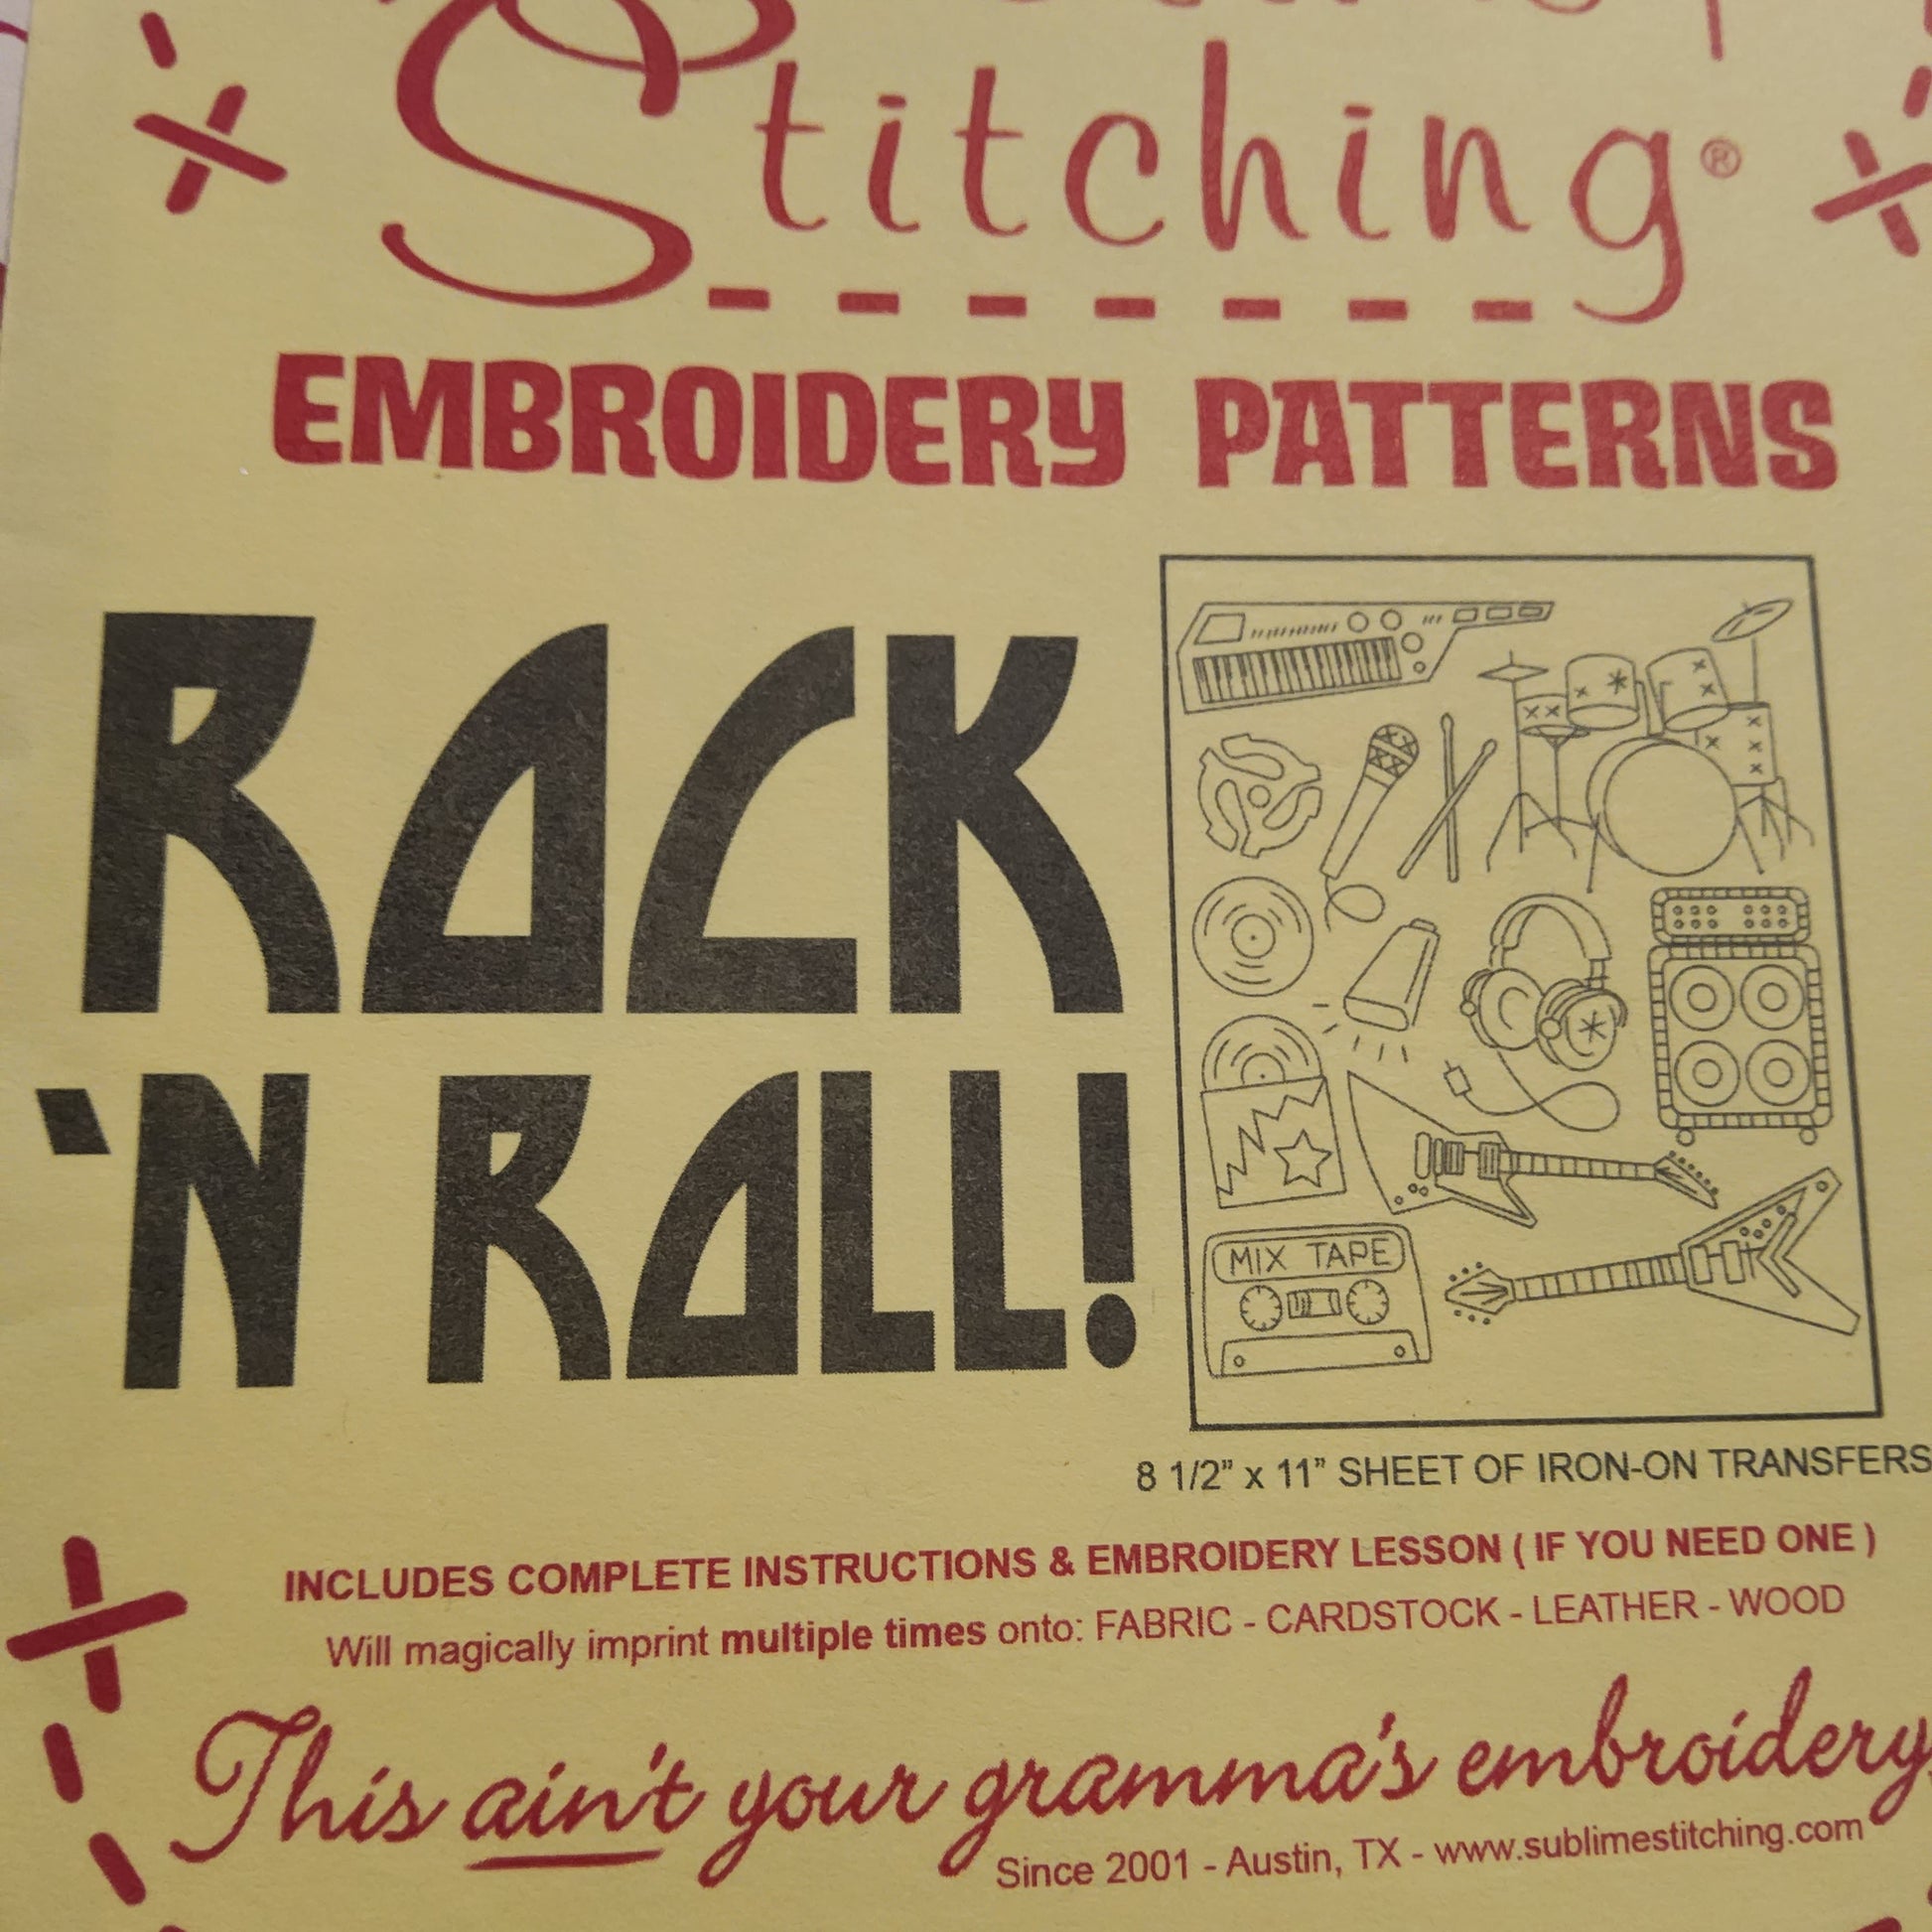 Stitching®
EMBROIDERY PATTERNS
ROCK
'N ROLL!
MIX TAPE
8 1/2" x 11" SHEET OF IRON-ON TRANSFERS
INCLUDES COMPLETE INSTRUCTIONS & EMBROIDERY LESSON ( IF YOU NEED ONE )
Will magically imprint multiple times onto: FABRIC - CARDSTOCK - LEATHER - WOOD
This ain't your gramma's embroidery
Since 2001 - Austin, TX - www.sublimestitching.com